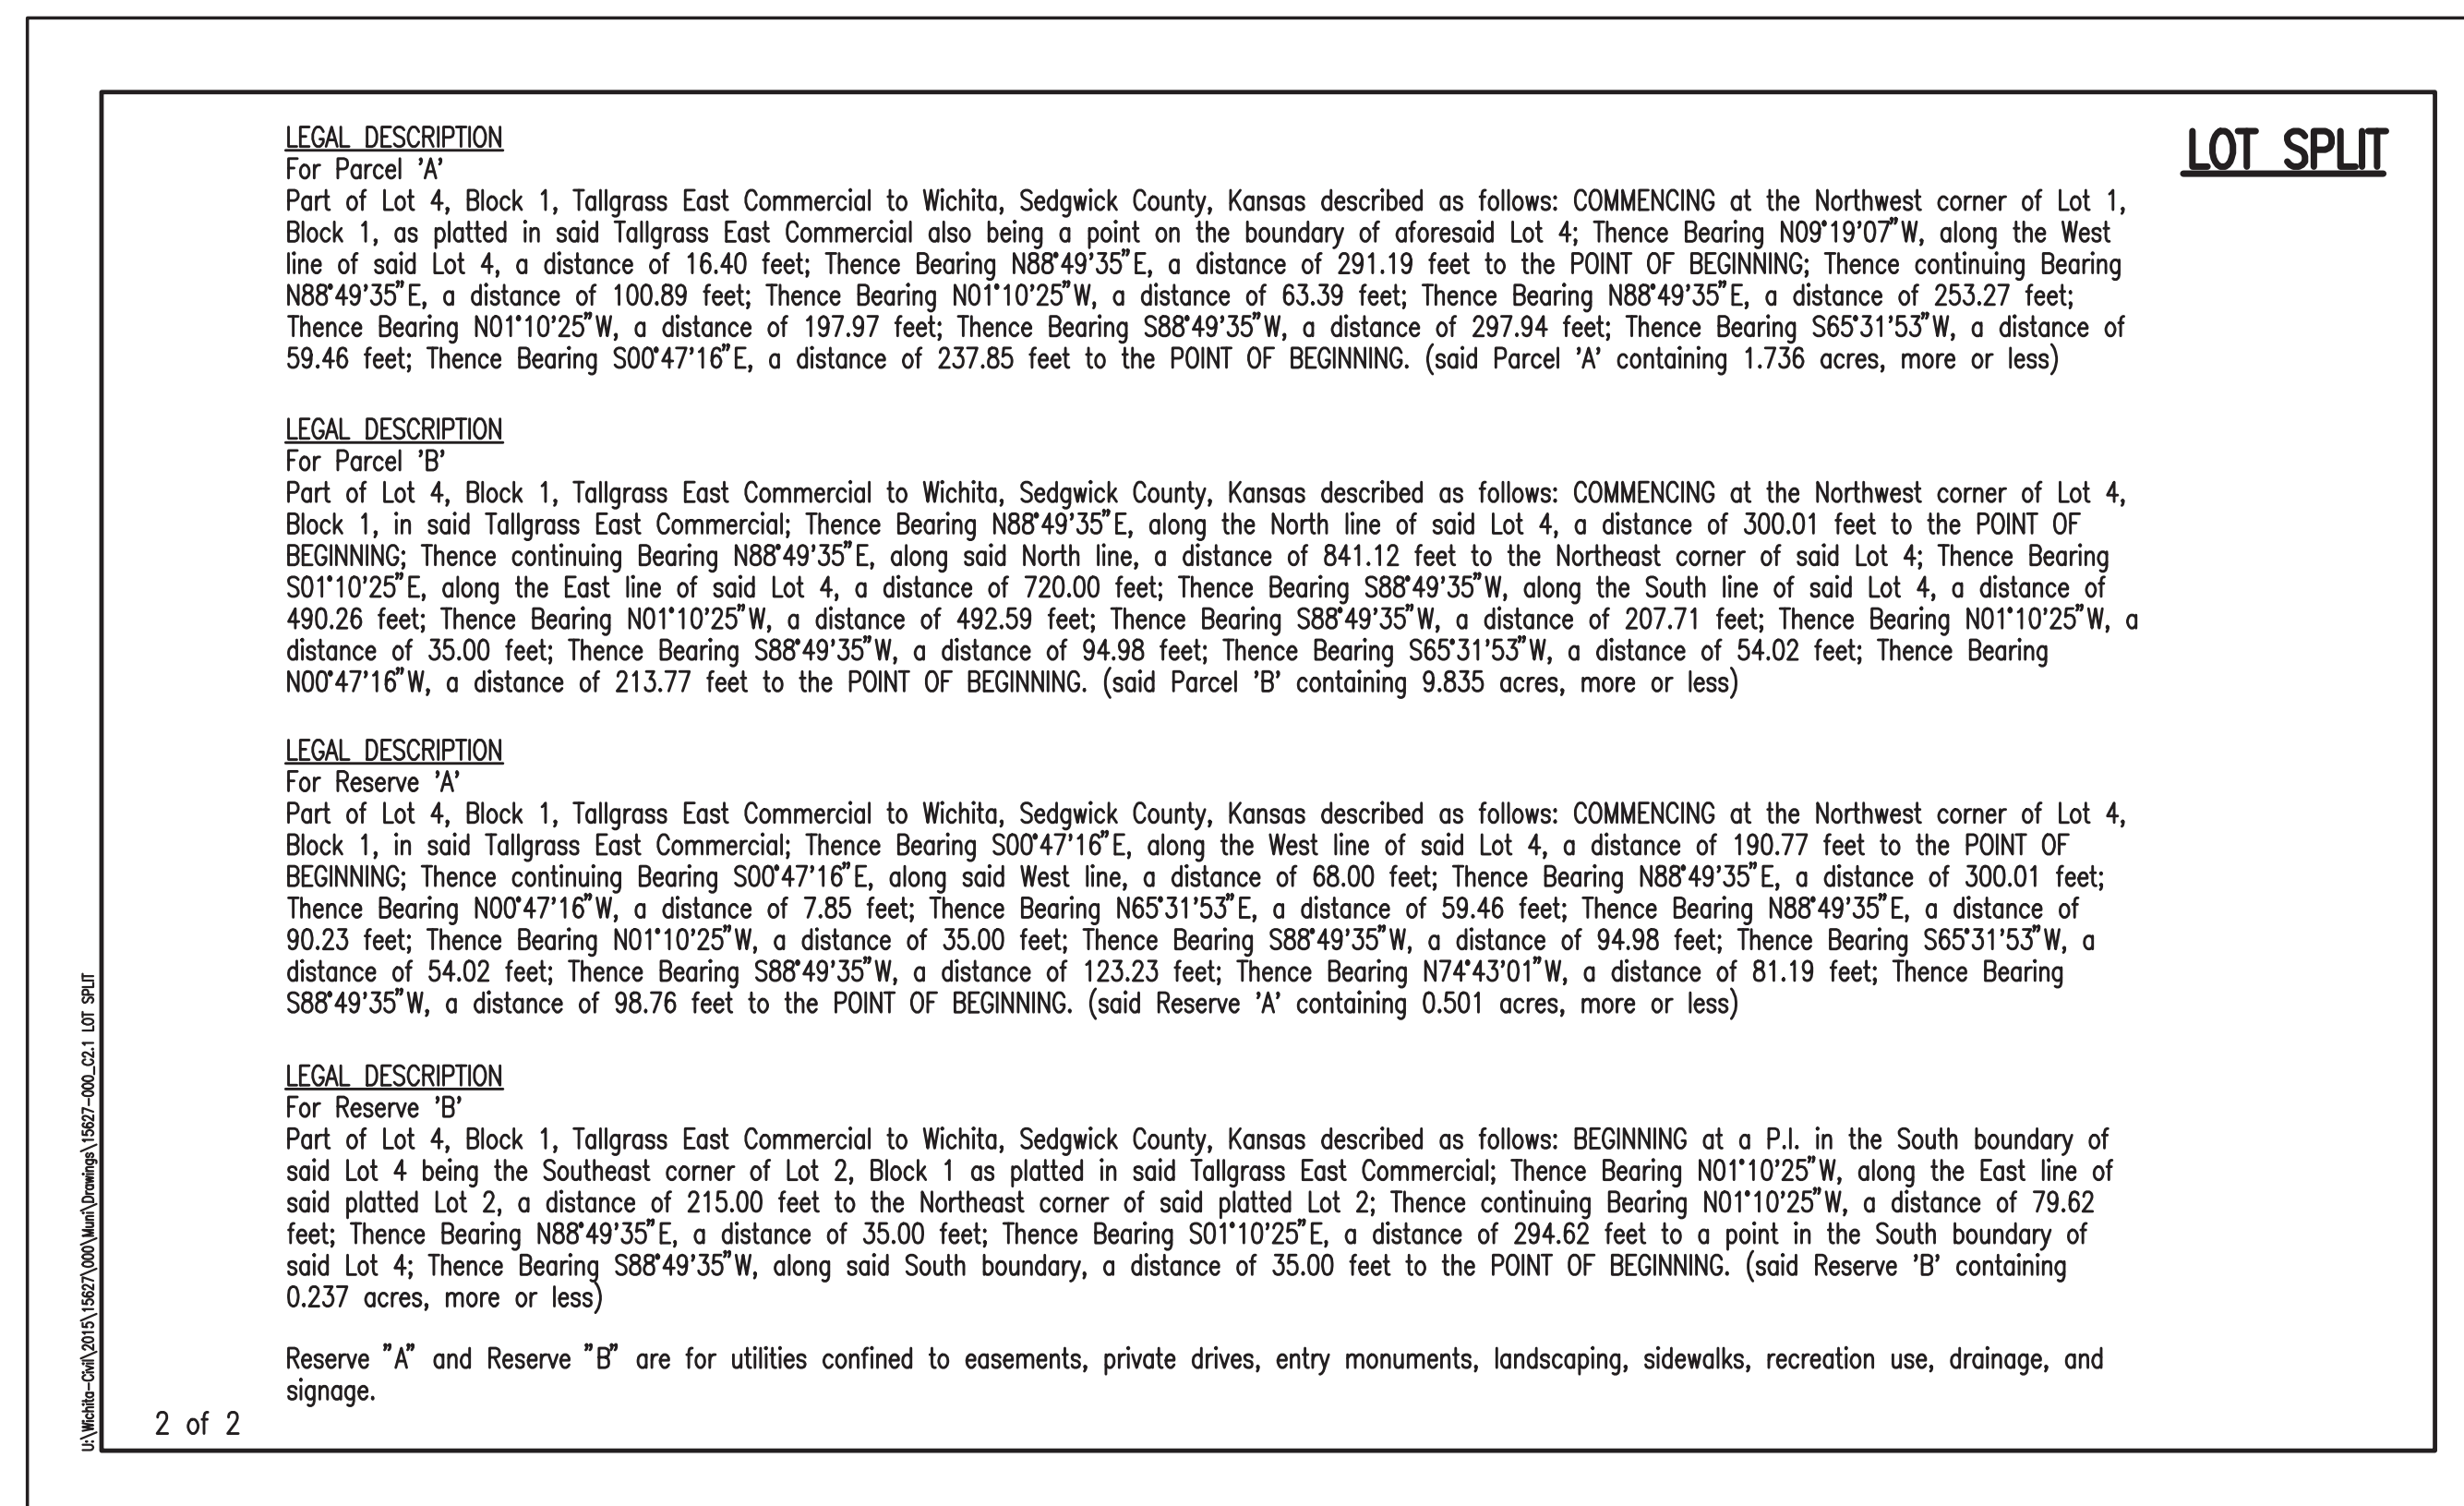 LOT SPLIT
LEGAL DESCRIPTION
For Parcel 'A'
Part of Lot 4, Block 1, Tallgrass East Commercial to Wichita, Sedgwick County, Kansas described as follows: COMMENCING at the Northwest corner of Lot 1,
Block 1, as platted in said Tallgrass East Commercial also being a point on the boundary of aforesaid Lot 4; Thence Bearing N09°19'07"W, along the West
line of said Lot 4, a distance of 16.40 feet; Thence Bearing N88°49'35"E, a distance of 291.19 feet to the POINT OF BEGINNING; Thence continuing Bearing
N88°49'35"E, a distance of 100.89 feet; Thence Bearing N01°10'25"W, a distance of 63.39 feet; Thence Bearing N88°49'35"E, a distance of 253.27 feet;
Thence Bearing N01°10'25"W, a distance of 197.97 feet; Thence Bearing S88°49'35"W, a distance of 297.94 feet; Thence Bearing S65°31'53"W, a distance of
59.46 feet; Thence Bearing S00°47'16"E, a distance of 237.85 feet to the POINT OF BEGINNING. (said Parcel 'A' containing 1.736 acres, more or less)
LEGAL DESCRIPTION
For Parcel 'B'
Part of Lot 4, Block 1, Tallgrass East Commercial to Wichita, Sedgwick County, Kansas described as follows: COMMENCING at the Northwest corner of Lot 4,
Block 1, in said Tallgrass East Commercial; Thence Bearing N88°49'35"E, along the North line of said Lot 4, a distance of 300.01 feet to the POINT OF
BEGINNING; Thence continuing Bearing N88°49'35"E, along said North line, a distance of 841.12 feet to the Northeast corner of said Lot 4; Thence Bearing
S01°10'25"E, along the East line of said Lot 4, a distance of 720.00 feet; Thence Bearing S88°49'35"W, along the South line of said Lot 4, a distance of
490.26 feet; Thence Bearing N01°10'25"W, a distance of 492.59 feet; Thence Bearing S88°49'35"W, a distance of 207.71 feet; Thence Bearing N01°10'25"W, a
distance of 35.00 feet; Thence Bearing S88°49'35"W, a distance of 94.98 feet; Thence Bearing S65°31'53"W, a distance of 54.02 feet; Thence Bearing
N00°47'16"W, a distance of 213.77 feet to the POINT OF BEGINNING. (said Parcel 'B' containing 9.835 acres, more or less)
LEGAL DESCRIPTION
For Reserve 'A'
Part of Lot 4, Block 1, Tallgrass East Commercial to Wichita, Sedgwick County, Kansas described as follows: COMMENCING at the Northwest corner of Lot 4,
Block 1, in said Tallgrass East Commercial; Thence Bearing S00°47'16"E, along the West line of said Lot 4, a distance of 190.77 feet to the POINT OF
BEGINNING; Thence continuing Bearing S00°47'16"E, along said West line, a distance of 68.00 feet; Thence Bearing N88°49'35"E, a distance of 300.01 feet;
Thence Bearing N00°47'16"W, a distance of 7.85 feet; Thence Bearing N65°31'53"E, a distance of 59.46 feet; Thence Bearing N88°49'35"E, a distance of
90.23 feet; Thence Bearing N01°10'25"W, a distance of 35.00 feet; Thence Bearing S88°49'35"W, a distance of 94.98 feet; Thence Bearing S65°31'53"W, a
distance of 54.02 feet; Thence Bearing S88°49'35"W, a distance of 123.23 feet; Thence Bearing N74°43'01"W, a distance of 81.19 feet; Thence Bearing
S88°49'35"W, a distance of 98.76 feet to the POINT OF BEGINNING. (said Reserve 'A' containing 0.501 acres, more or less)
LEGAL DESCRIPTION
For Reserve 'B'
Part of Lot 4, Block 1, Tallgrass East Commercial to Wichita, Sedgwick County, Kansas described as follows: BEGINNING at a P.I. in the South boundary of
said Lot 4 being the Southeast corner of Lot 2, Block 1 as platted in said Tallgrass East Commercial; Thence Bearing N01°10'25"W, along the East line of
said platted Lot 2, a distance of 215.00 feet to the Northeast corner of said platted Lot 2; Thence continuing Bearing N01°10'25"W, a distance of 79.62
feet; Thence Bearing N88°49'35"E, a distance of 35.00 feet; Thence Bearing S01°10'25"E, a distance of 294.62 feet to a point in the South boundary of
said Lot 4; Thence Bearing S88°49'35"W, along said South boundary, a distance of 35.00 feet to the POINT OF BEGINNING. (said Reserve 'B' containing
0.237 acres, more or less)
Reserve "A" and Reserve "B" are for utilities confined to easements, private drives, entry monuments, landscaping, sidewalks, recreation use, drainage, and
signage.
2 of 2
U:\Wichita-Civil\2015\15627\000\Muni\Drawings\15627-000_C2.1 LOT SPLIT